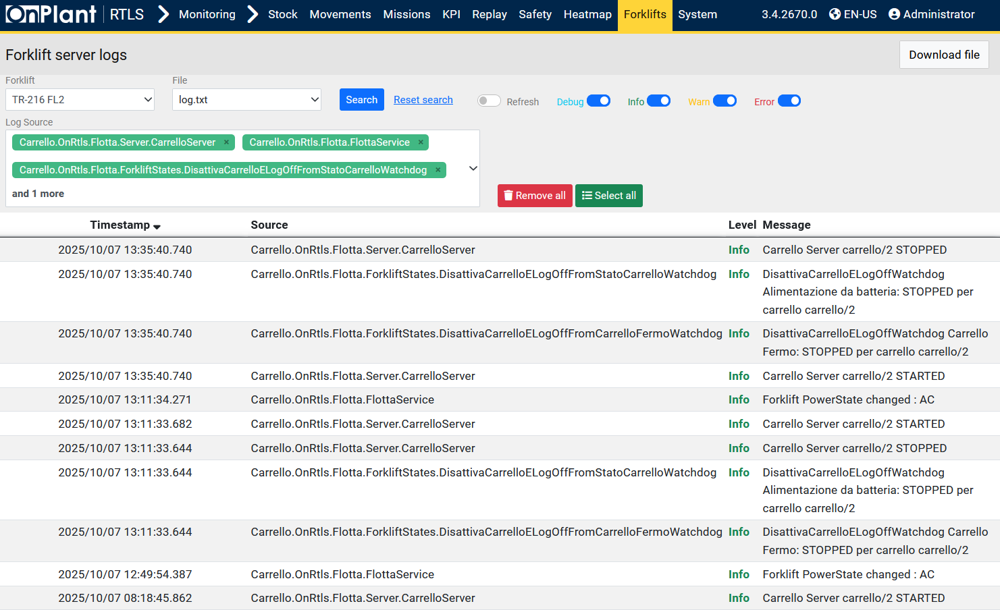 OnPlant RTLS Monitoring Stock Movements Missions KPI Replay Safety Heatmap Forklifts System 3.4.2670.0 EN-US Administrator
Forklift server logs
Download file
Forklift File
TR-216 FL2 log.txt Search Reset search Refresh Debug Info Warn Error
Log Source
Carrello.OnRtls.Flotta.Server.CarrelloServer × Carrello.OnRtls.Flotta.FlottaService ×
Carrello.OnRtls.Flotta.ForkliftStates.DisattivaCarrelloELogOffFromStatoCarrelloWatchdog ×
and 1 more
Remove all Select all
Timestamp Source Level Message
2025/10/07 13:35:40.740 Carrello.OnRtls.Flotta.Server.CarrelloServer Info Carrello Server carrello/2 STOPPED
2025/10/07 13:35:40.740 Carrello.OnRtls.Flotta.ForkliftStates.DisattivaCarrelloELogOffFromStatoCarrelloWatchdog Info DisattivaCarrelloELogOffWatchdog
Alimentazione da batteria: STOPPED per
carrello carrello/2
2025/10/07 13:35:40.740 Carrello.OnRtls.Flotta.ForkliftStates.DisattivaCarrelloELogOffFromCarrelloFermoWatchdog Info DisattivaCarrelloELogOffWatchdog Carrello
Fermo: STOPPED per carrello carrello/2
2025/10/07 13:35:40.740 Carrello.OnRtls.Flotta.Server.CarrelloServer Info Carrello Server carrello/2 STARTED
2025/10/07 13:11:34.271 Carrello.OnRtls.Flotta.FlottaService Info Forklift PowerState changed : AC
2025/10/07 13:11:33.682 Carrello.OnRtls.Flotta.Server.CarrelloServer Info Carrello Server carrello/2 STARTED
2025/10/07 13:11:33.644 Carrello.OnRtls.Flotta.Server.CarrelloServer Info Carrello Server carrello/2 STOPPED
2025/10/07 13:11:33.644 Carrello.OnRtls.Flotta.ForkliftStates.DisattivaCarrelloELogOffFromStatoCarrelloWatchdog Info DisattivaCarrelloELogOffWatchdog
Alimentazione da batteria: STOPPED per
carrello carrello/2
2025/10/07 13:11:33.644 Carrello.OnRtls.Flotta.ForkliftStates.DisattivaCarrelloELogOffFromCarrelloFermoWatchdog Info DisattivaCarrelloELogOffWatchdog Carrello
Fermo: STOPPED per carrello carrello/2
2025/10/07 12:49:54.387 Carrello.OnRtls.Flotta.FlottaService Info Forklift PowerState changed : AC
2025/10/07 08:18:45.862 Carrello.OnRtls.Flotta.Server.CarrelloServer Info Carrello Server carrello/2 STARTED